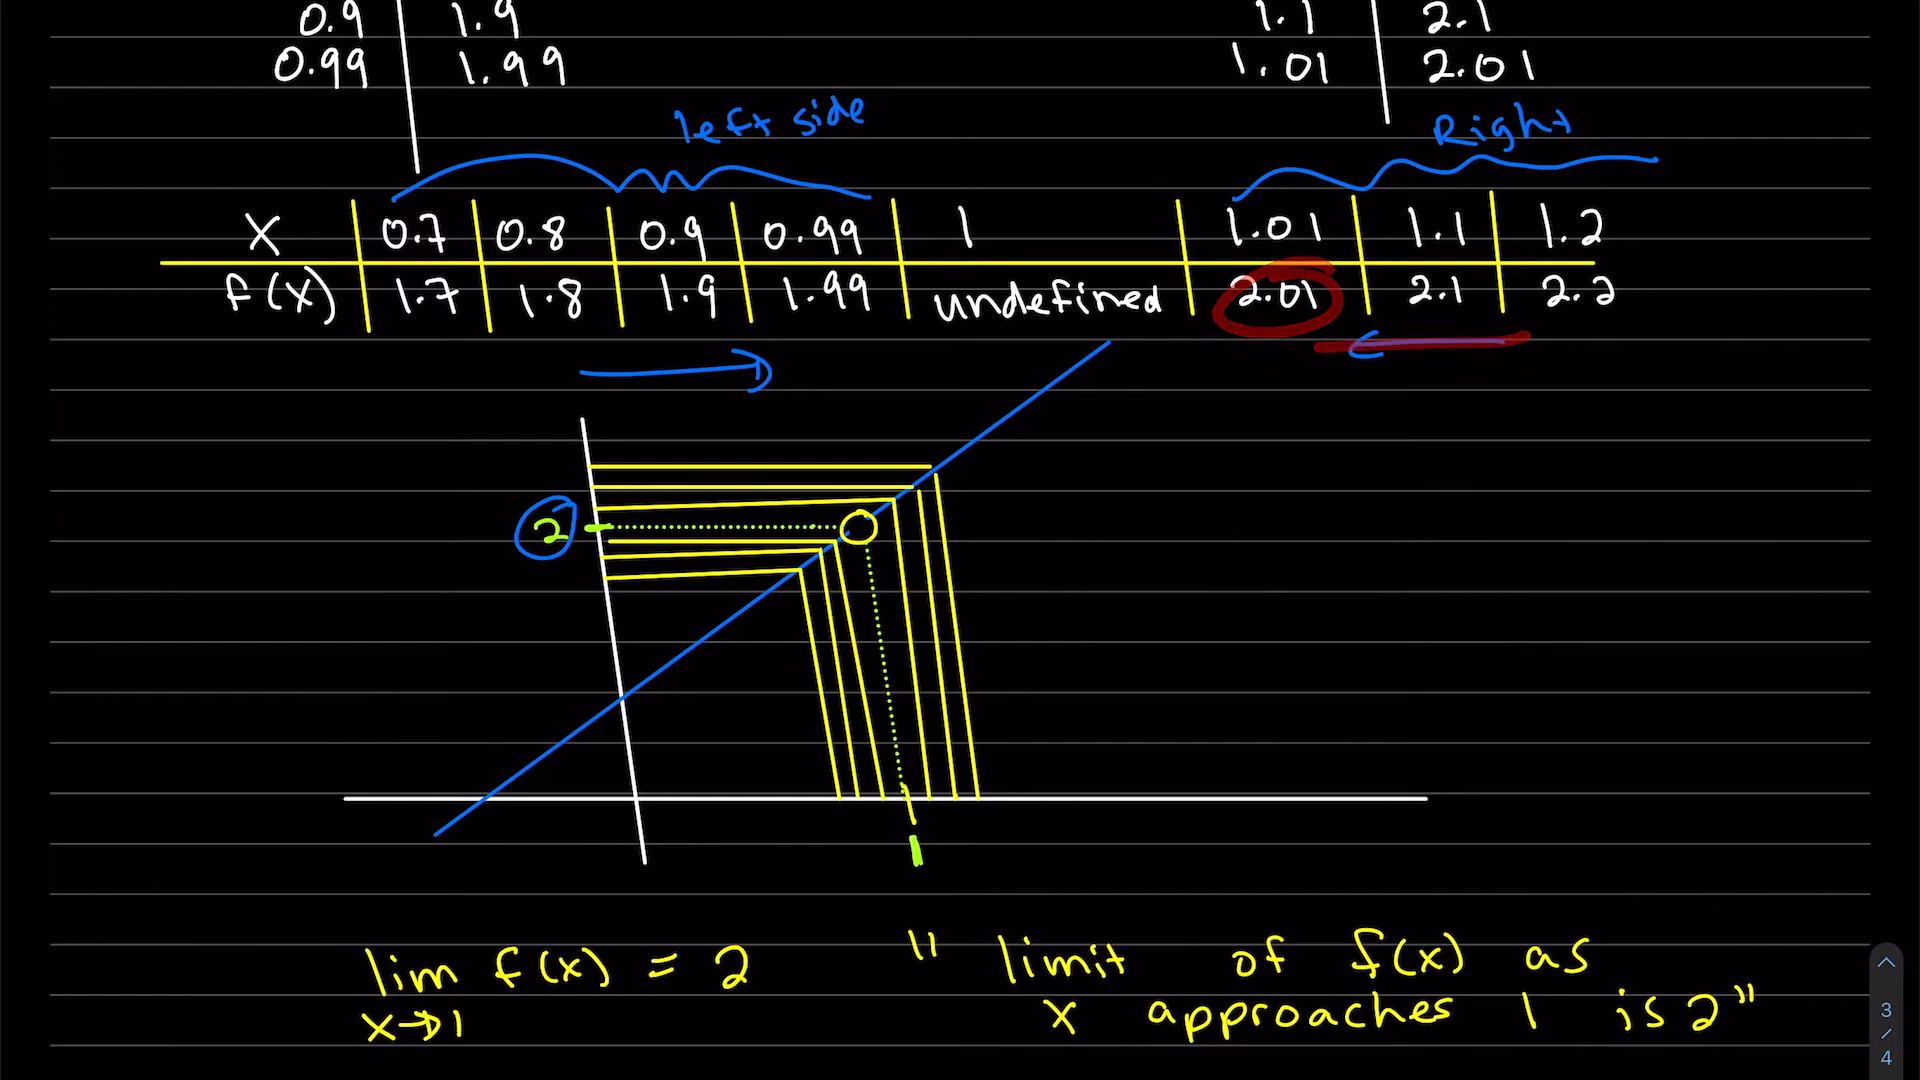 0.9 1.9 1.1 2.1
0.99 1.99 1.01 2.01
left side Right
X 0.7 0.8 0.9 0.99 1 1.01 1.1 1.2
f(x) 1.7 1.8 1.9 1.99 undefined 2.01 2.1 2.2
2
1
lim f(x) = 2 " limit of f(x) as
x→1 x approaches 1 is 2"
3
/
4